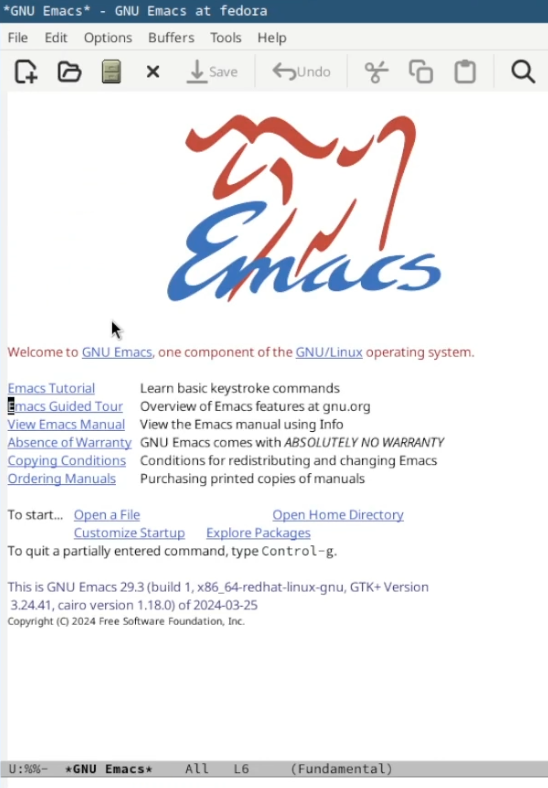 *GNU Emacs* - GNU Emacs at fedora
File Edit Options Buffers Tools Help
Save Undo
Emacs
Welcome to GNU Emacs, one component of the GNU/Linux operating system.
Emacs Tutorial Learn basic keystroke commands
Emacs Guided Tour Overview of Emacs features at gnu.org
View Emacs Manual View the Emacs manual using Info
Absence of Warranty GNU Emacs comes with ABSOLUTELY NO WARRANTY
Copying Conditions Conditions for redistributing and changing Emacs
Ordering Manuals Purchasing printed copies of manuals
To start... Open a File Open Home Directory
Customize Startup Explore Packages
To quit a partially entered command, type Control-g.
This is GNU Emacs 29.3 (build 1, x86_64-redhat-linux-gnu, GTK+ Version
3.24.41, cairo version 1.18.0) of 2024-03-25
Copyright (C) 2024 Free Software Foundation, Inc.
U:%%- *GNU Emacs* All L6 (Fundamental)